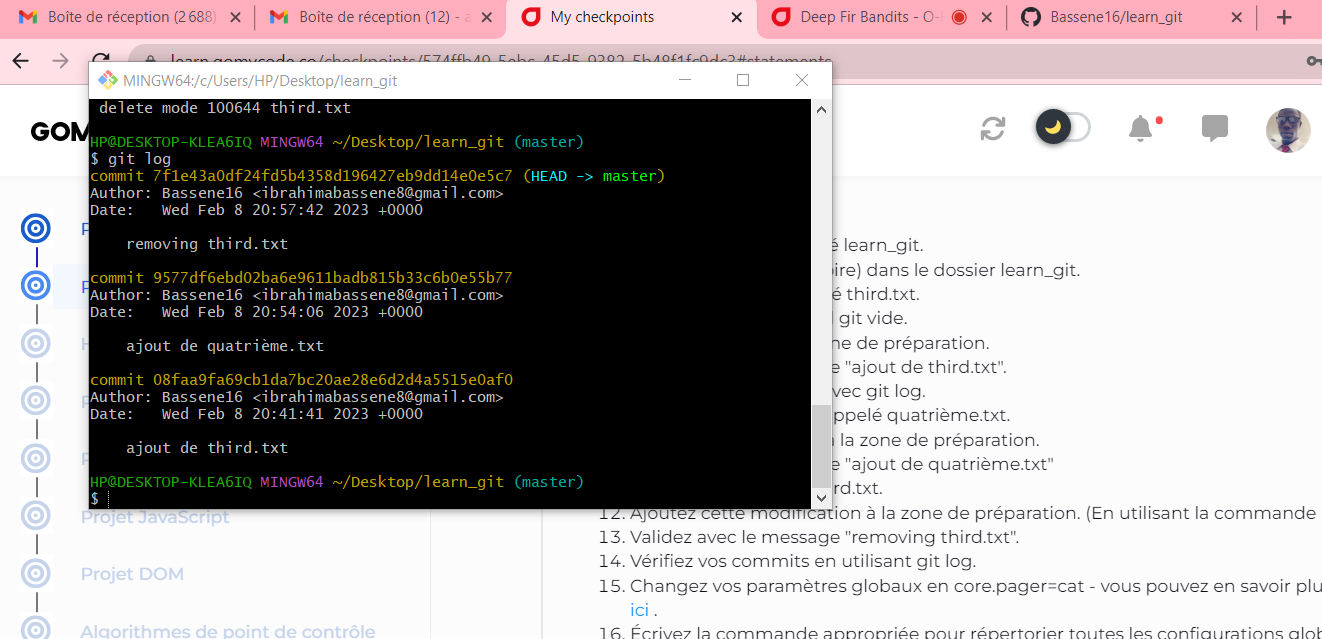 Boîte de réception (2 688)
Boîte de réception (12) - a
My checkpoints
Deep Fir Bandits - O-
Bassene16/learn_git
MINGW64:/c/Users/HP/Desktop/learn_git
GOM
delete mode 100644 third.txt
HP@DESKTOP-KLEA6IQ MINGW64 ~/Desktop/learn_git (master)
$ git log
commit 7f1e43a0df24fd5b4358d196427eb9dd14e0e5c7 (HEAD -> master)
Author: Bassene16 <ibrahimabassene8@gmail.com>
Date:   Wed Feb 8 20:57:42 2023 +0000
removing third.txt
commit 9577df6ebd02ba6e9611badb815b33c6b0e55b77
Author: Bassene16 <ibrahimabassene8@gmail.com>
Date:   Wed Feb 8 20:54:06 2023 +0000
ajout de quatrième.txt
commit 08faa9fa69cb1da7bc20ae28e6d2d4a5515e0af0
Author: Bassene16 <ibrahimabassene8@gmail.com>
Date:   Wed Feb 8 20:41:41 2023 +0000
ajout de third.txt
HP@DESKTOP-KLEA6IQ MINGW64 ~/Desktop/learn_git (master)
$
é learn_git.
ire) dans le dossier learn_git.
é third.txt.
git vide.
ne de préparation.
e "ajout de third.txt".
vec git log.
ppelé quatrième.txt.
à la zone de préparation.
e "ajout de quatrième.txt"
rd.txt.
12. Ajoutez cette modification à la zone de préparation. (En utilisant la commande
13. Validez avec le message "removing third.txt".
14. Vérifiez vos commits en utilisant git log.
15. Changez vos paramètres globaux en core.pager=cat - vous pouvez en savoir plu
ici .
16. Écrivez la commande appropriée pour répertorier toutes les configurations glob
Projet JavaScript
Projet DOM
Algorithmes de point de contrôle